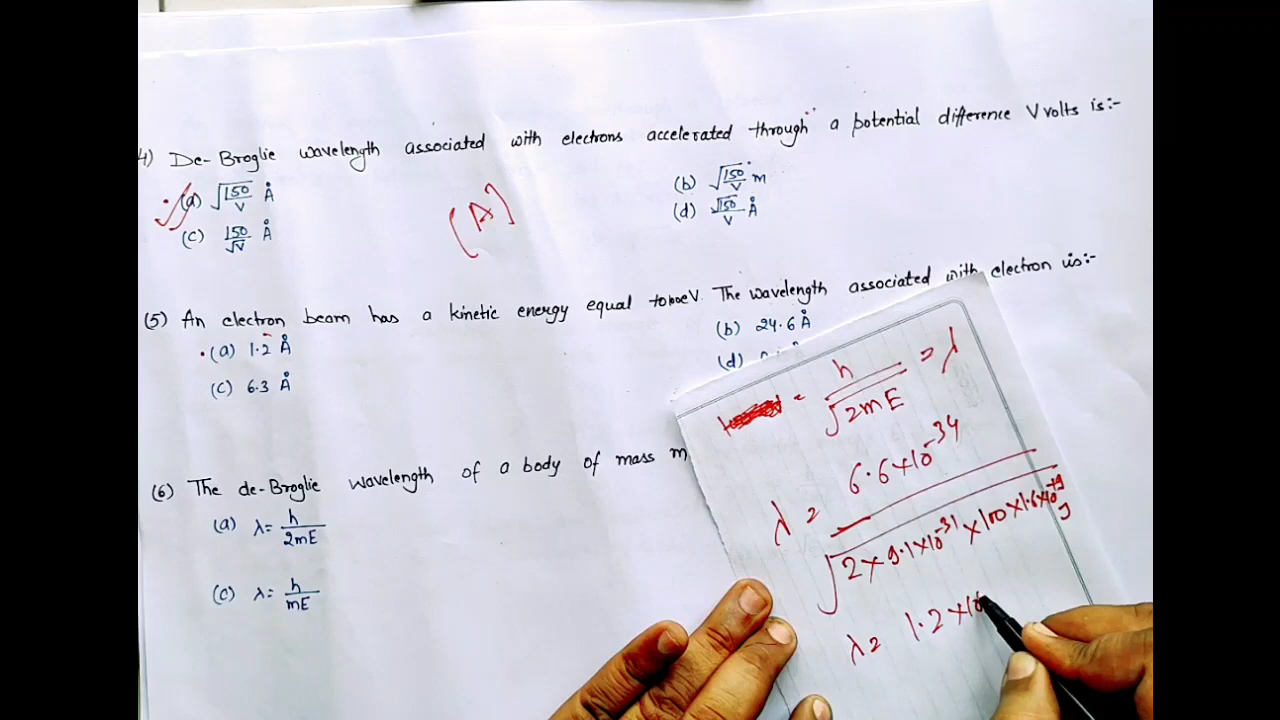 4) De-Broglie wavelength associated with electrons accelerated through a potential difference V volts is:-
(a) √150/V Å
(b) √150/V m
(c) 150/√V Å
(d) √150/V Å
(A)
(5) An electron beam has a kinetic energy equal to 100eV. The wavelength associated with electron is:-
(a) 1.2 Å
(b) 24.6 Å
(c) 6.3 Å
(d)
(6) The de-Broglie wavelength of a body of mass m
(a) λ= h/2mE
(c) λ= h/mE
= h/√2mE = λ
λ = 6.6×10-34/√2×9.1×10-31×100×1.6×10-19
λ = 1.2×10